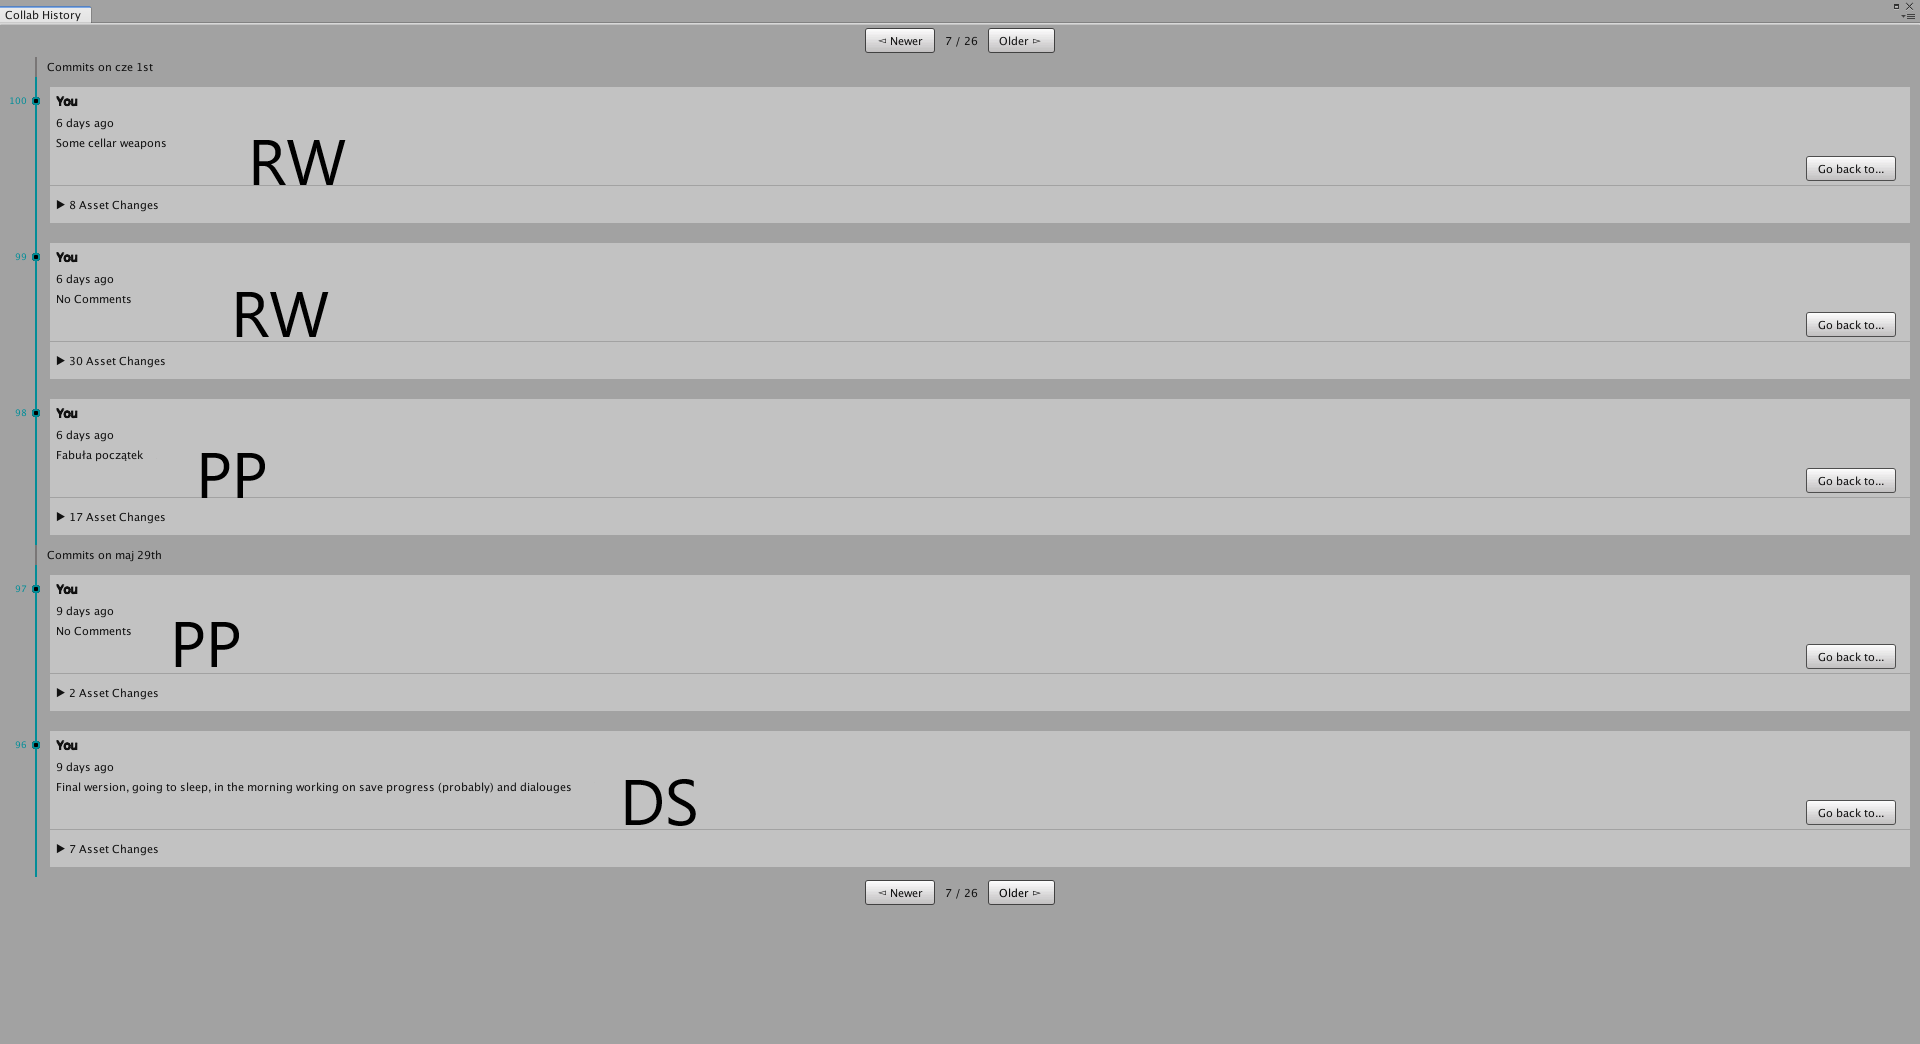 Collab History
◅ Newer 7 / 26 Older ▻
Commits on cze 1st
100 You
6 days ago
Some cellar weapons
RW
Go back to...
▶ 8 Asset Changes
99 You
6 days ago
No Comments
RW
Go back to...
▶ 30 Asset Changes
98 You
6 days ago
Fabuła początek
PP
Go back to...
▶ 17 Asset Changes
Commits on maj 29th
97 You
9 days ago
No Comments
PP
Go back to...
▶ 2 Asset Changes
96 You
9 days ago
Final wersion, going to sleep, in the morning working on save progress (probably) and dialouges
DS
Go back to...
▶ 7 Asset Changes
◅ Newer 7 / 26 Older ▻